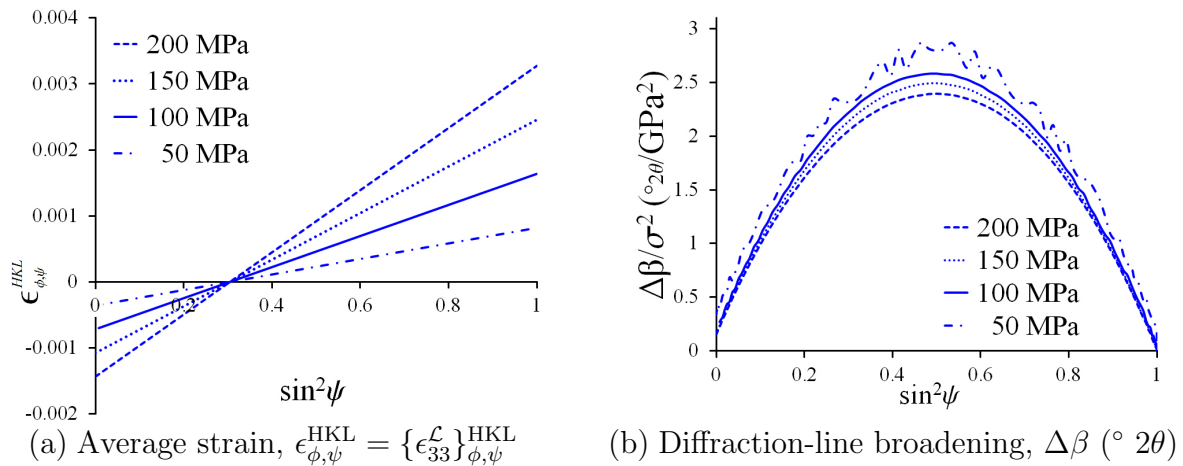 0.004
0.003
0.002
0.001
0
-0.001
-0.002
ϵ^{HKL}_{ϕ,ψ}
200 MPa
150 MPa
100 MPa
50 MPa
0 0.2 0.4 0.6 0.8 1
sin²ψ
(a) Average strain, ϵ^{HKL}_{ϕ,ψ} = {ϵ^{ℒ}_{33}}^{HKL}_{ϕ,ψ}
3
2.5
2
1.5
1
0.5
0
Δβ/σ² (°₂θ/GPa²)
200 MPa
150 MPa
100 MPa
50 MPa
0 0.2 0.4 0.6 0.8 1
sin²ψ
(b) Diffraction-line broadening, Δβ (° 2θ)